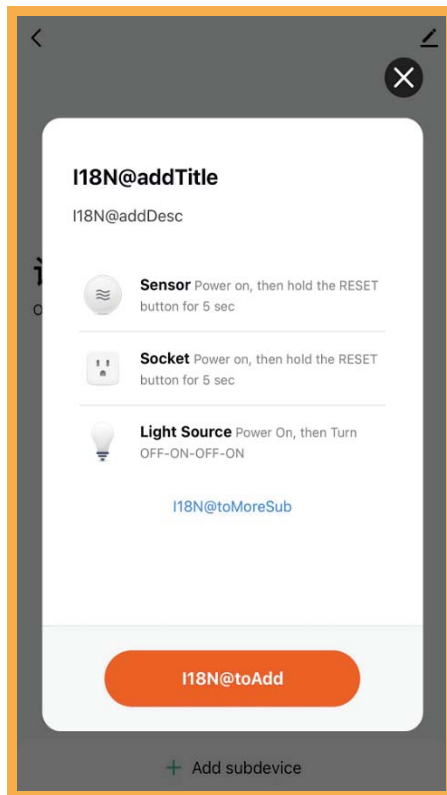 I18N@addTitle
I18N@addDesc
Sensor Power on, then hold the RESET
button for 5 sec
Socket Power on, then hold the RESET
button for 5 sec
Light Source Power On, then Turn
OFF-ON-OFF-ON
I18N@toMoreSub
I18N@toAdd
+ Add subdevice